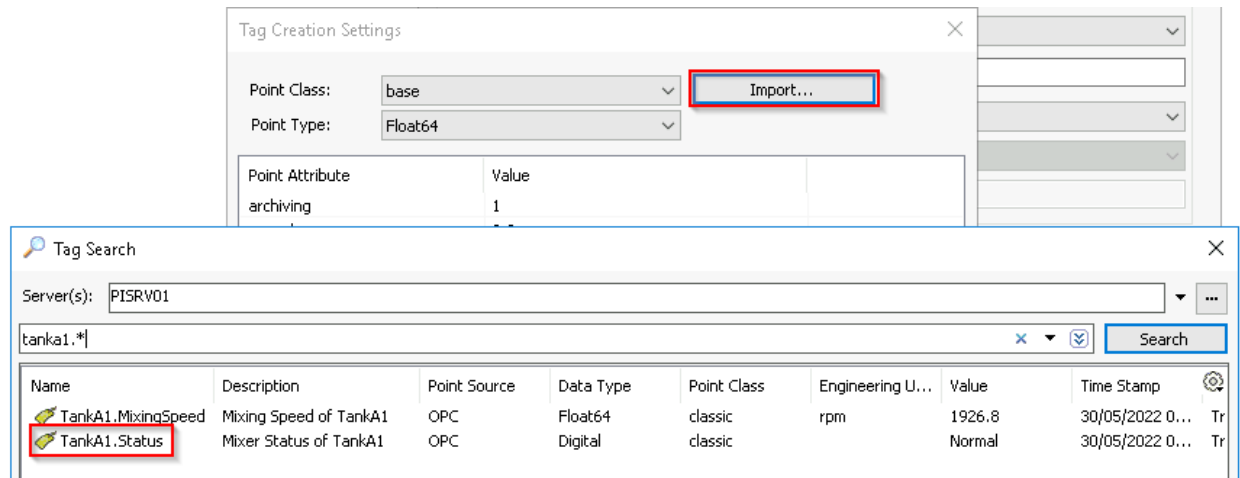 Tag Creation Settings
Point Class: base Import...
Point Type: Float64
Point Attribute Value
archiving 1
Tag Search
Server(s): PISRV01 ...
tanka1.* Search
Name Description Point Source Data Type Point Class Engineering U... Value Time Stamp
TankA1.MixingSpeed Mixing Speed of TankA1 OPC Float64 classic rpm 1926.8 30/05/2022 0... Tr
TankA1.Status Mixer Status of TankA1 OPC Digital classic Normal 30/05/2022 0... Tr